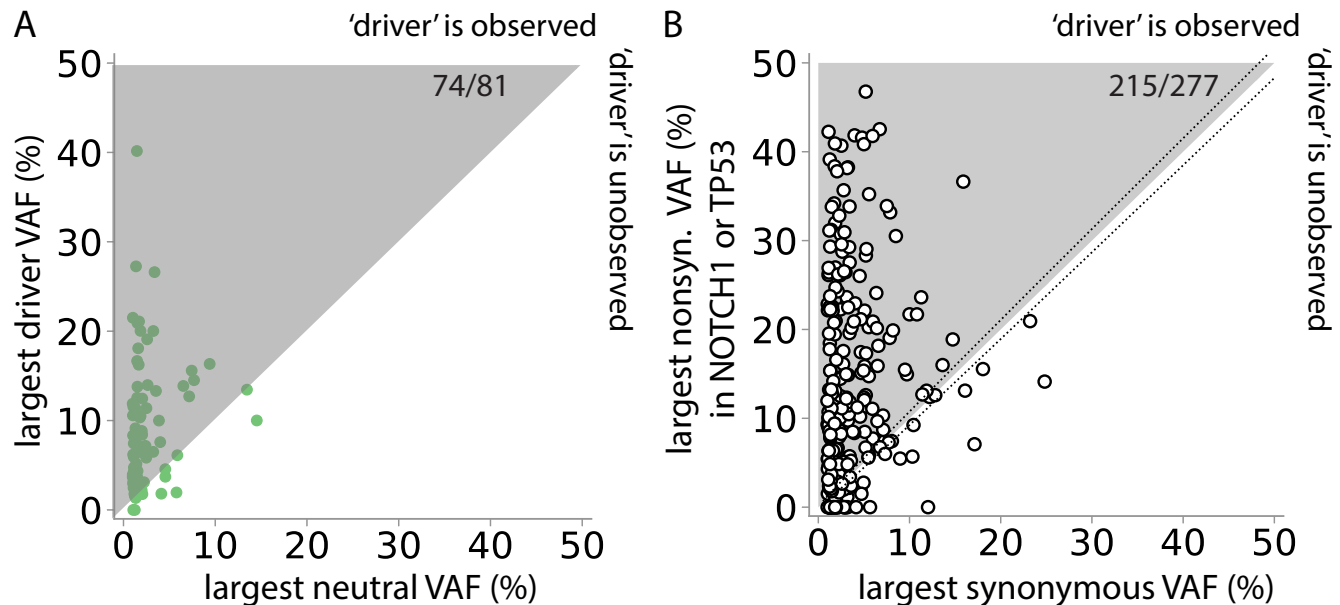 A
'driver' is observed
'driver' is unobserved
74/81
50
40
30
20
10
0
largest driver VAF (%)
0 10 20 30 40 50
largest neutral VAF (%)
B
'driver' is observed
'driver' is unobserved
215/277
50
40
30
20
10
0
largest nonsyn. VAF (%)
in NOTCH1 or TP53
0 10 20 30 40 50
largest synonymous VAF (%)